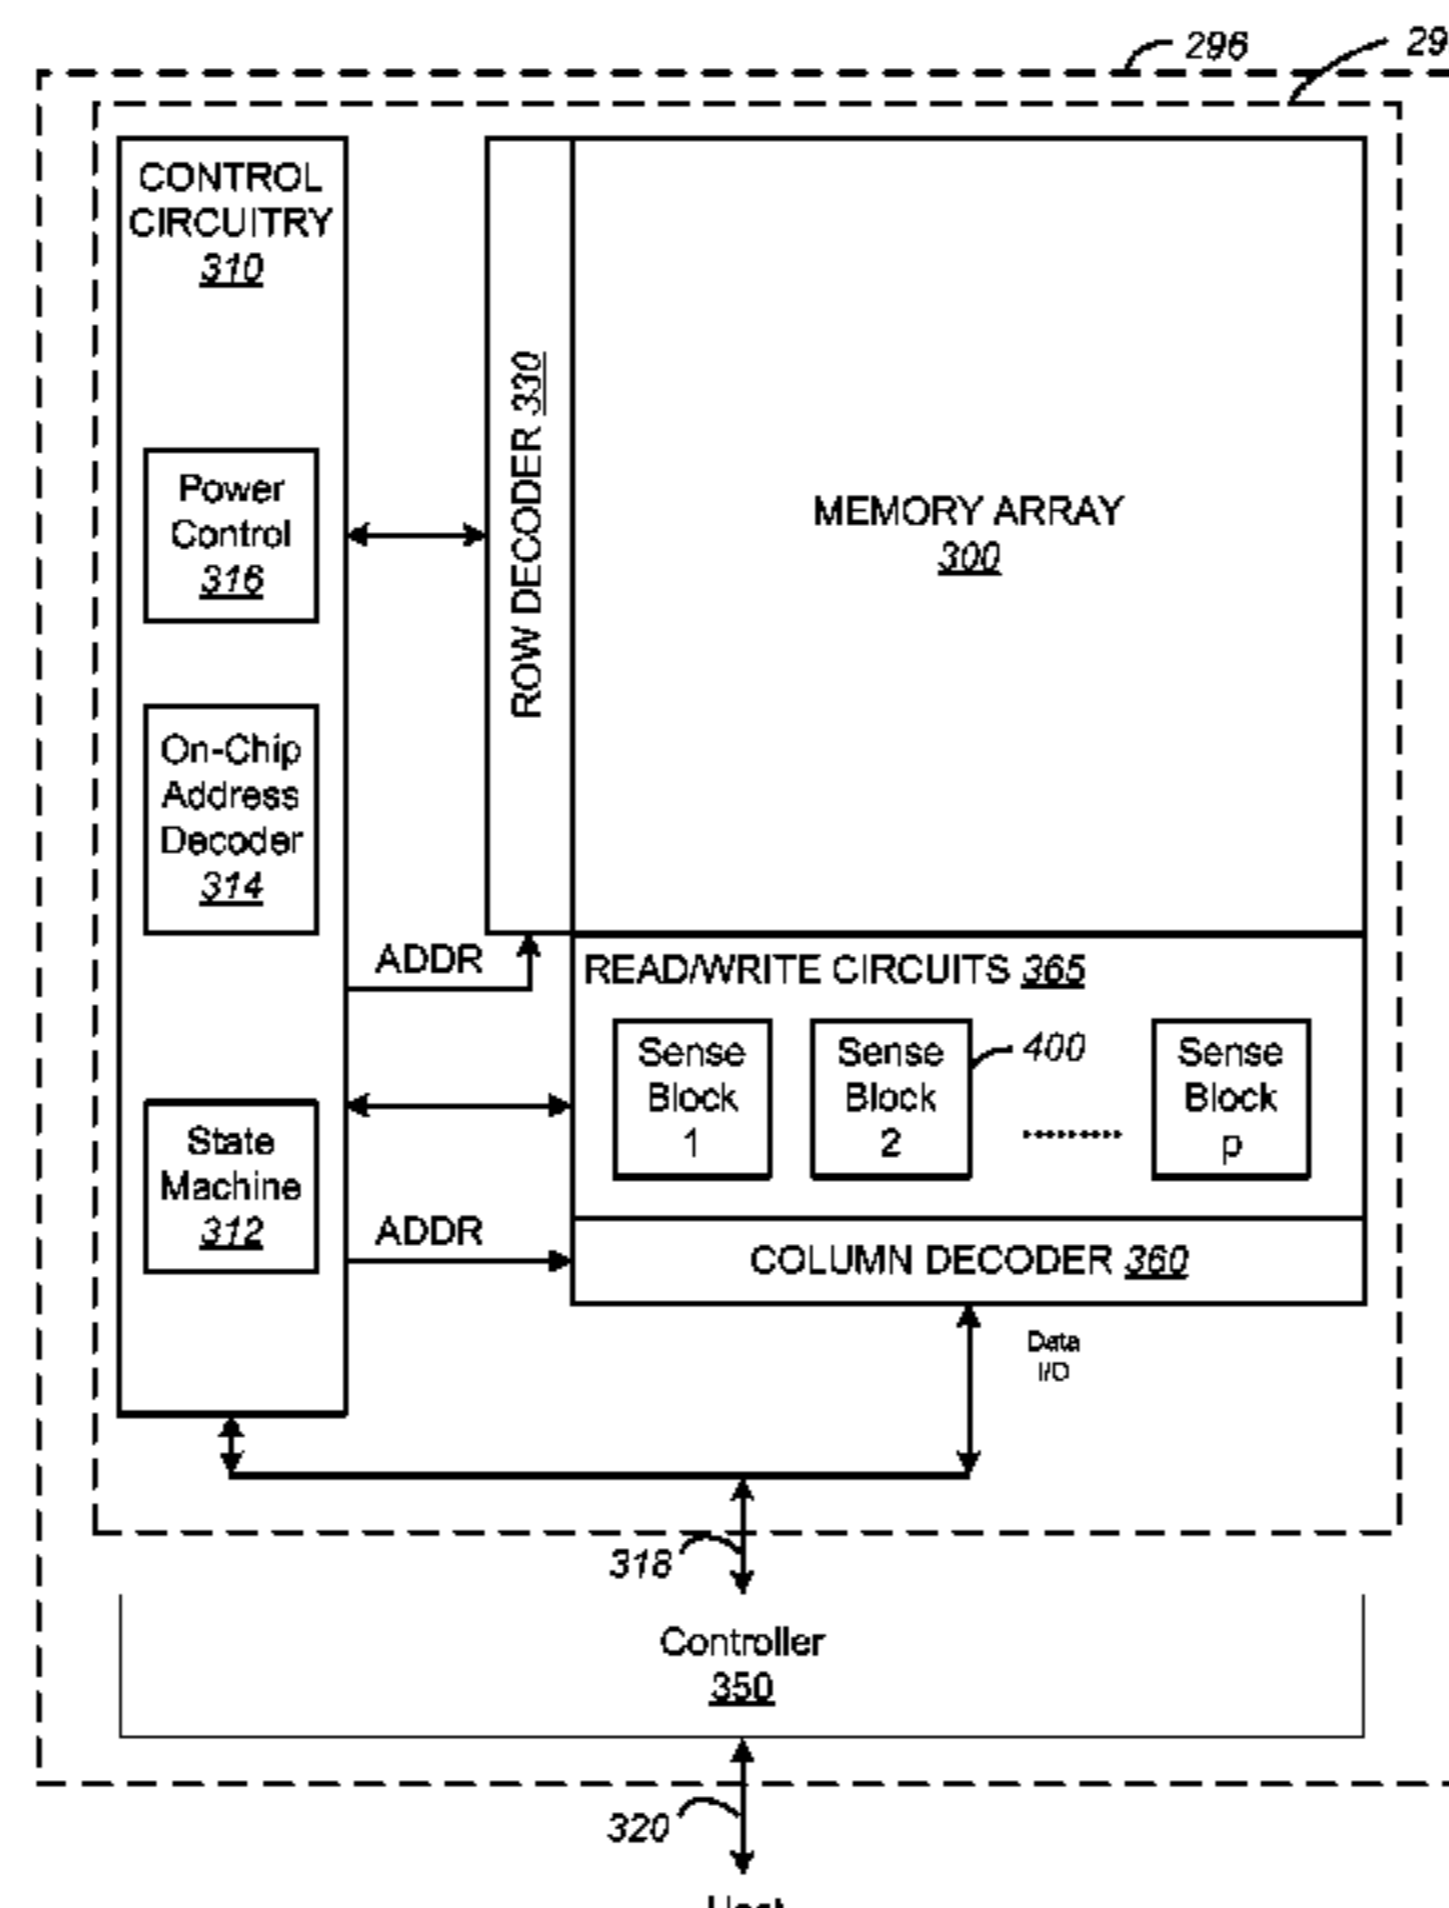 296
29
CONTROL
CIRCUITRY
310
Power
Control
316
On-Chip
Address
Decoder
314
State
Machine
312
ROW DECODER 330
MEMORY ARRAY
300
ADDR
READ/WRITE CIRCUITS 365
Sense
Block
1
Sense
Block
2
400
.........
Sense
Block
p
ADDR
COLUMN DECODER 360
Data
I/O
318
Controller
350
320